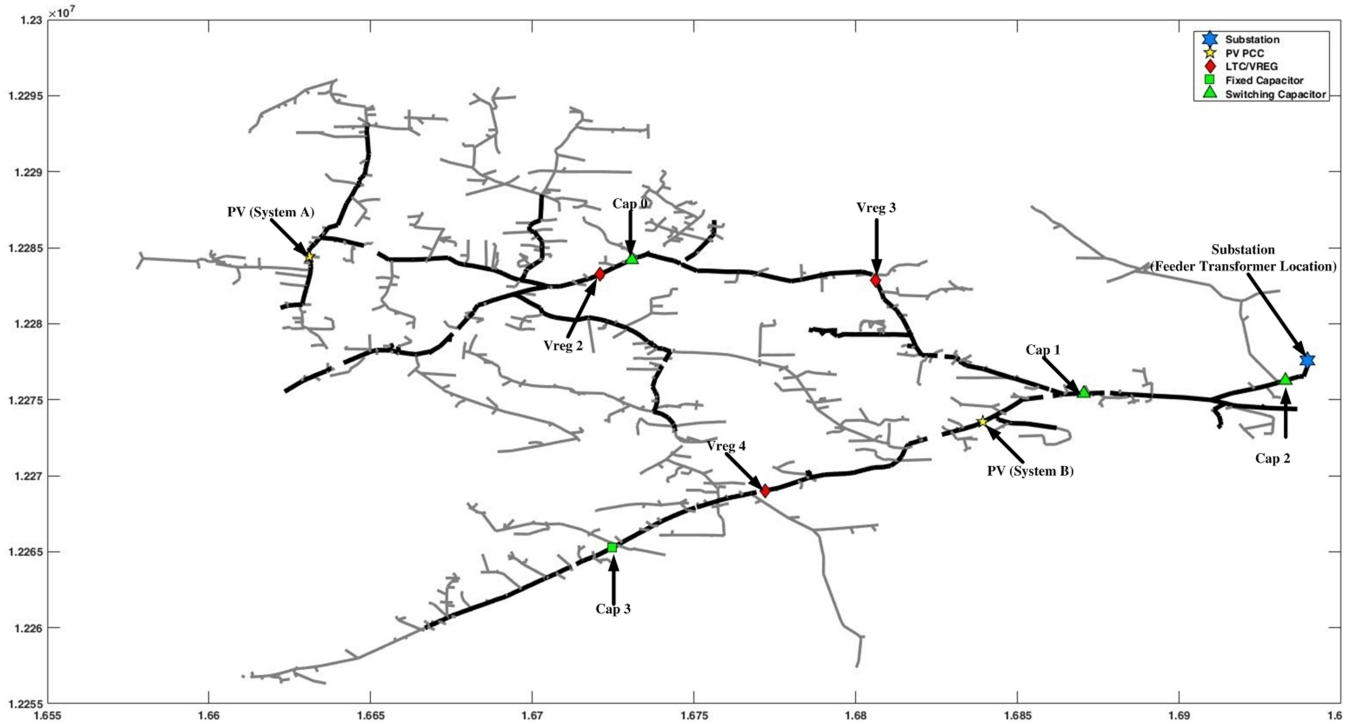 ×10⁷
1.23
Substation
PV PCC
LTC/VREG
Fixed Capacitor
Switching Capacitor
1.2295
1.229
Cap 0
PV (System A)
Vreg 3
1.2285
Substation
(Feeder Transformer Location)
1.228
Vreg 2
Cap 1
1.2275
Vreg 4
Cap 2
PV (System B)
1.227
1.2265
Cap 3
1.226
1.2255
1.655
1.66
1.665
1.67
1.675
1.68
1.685
1.69
1.6